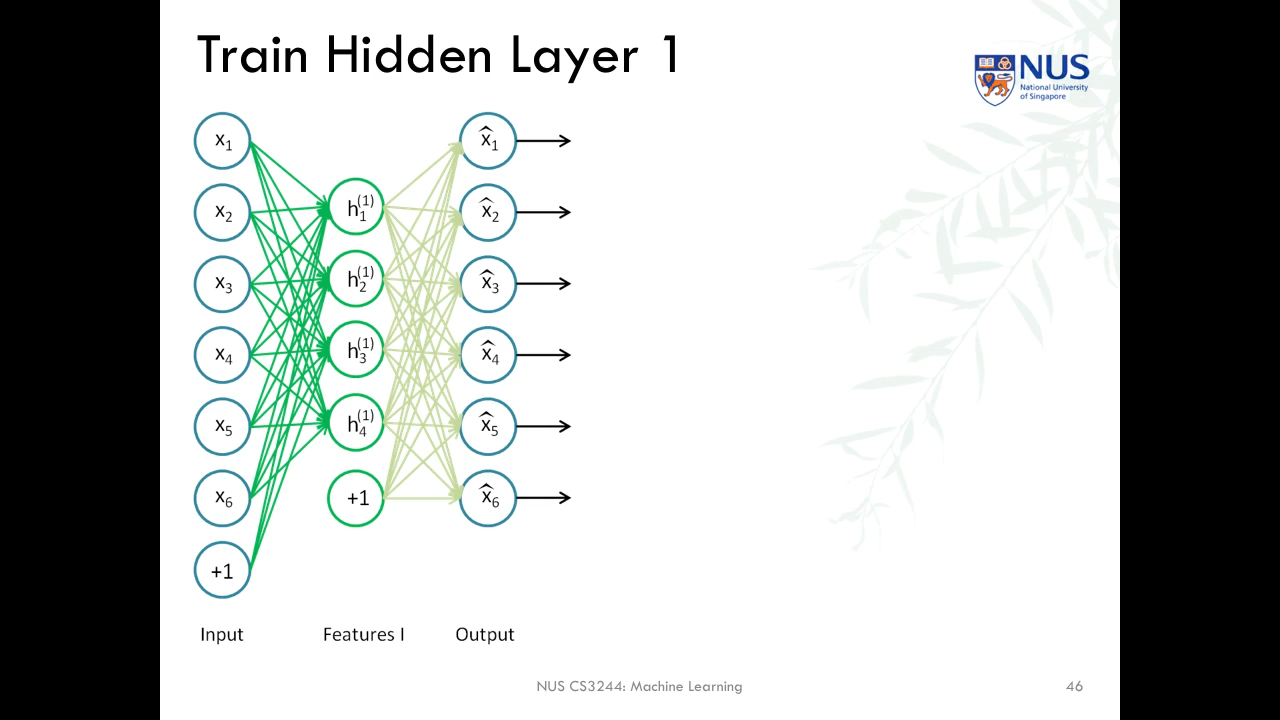 Train Hidden Layer 1
NUS
National University
of Singapore
x1
x2
x3
x4
x5
x6
+1
h1(1)
h2(1)
h3(1)
h4(1)
+1
x̂1
x̂2
x̂3
x̂4
x̂5
x̂6
Input
Features I
Output
NUS CS3244: Machine Learning
46